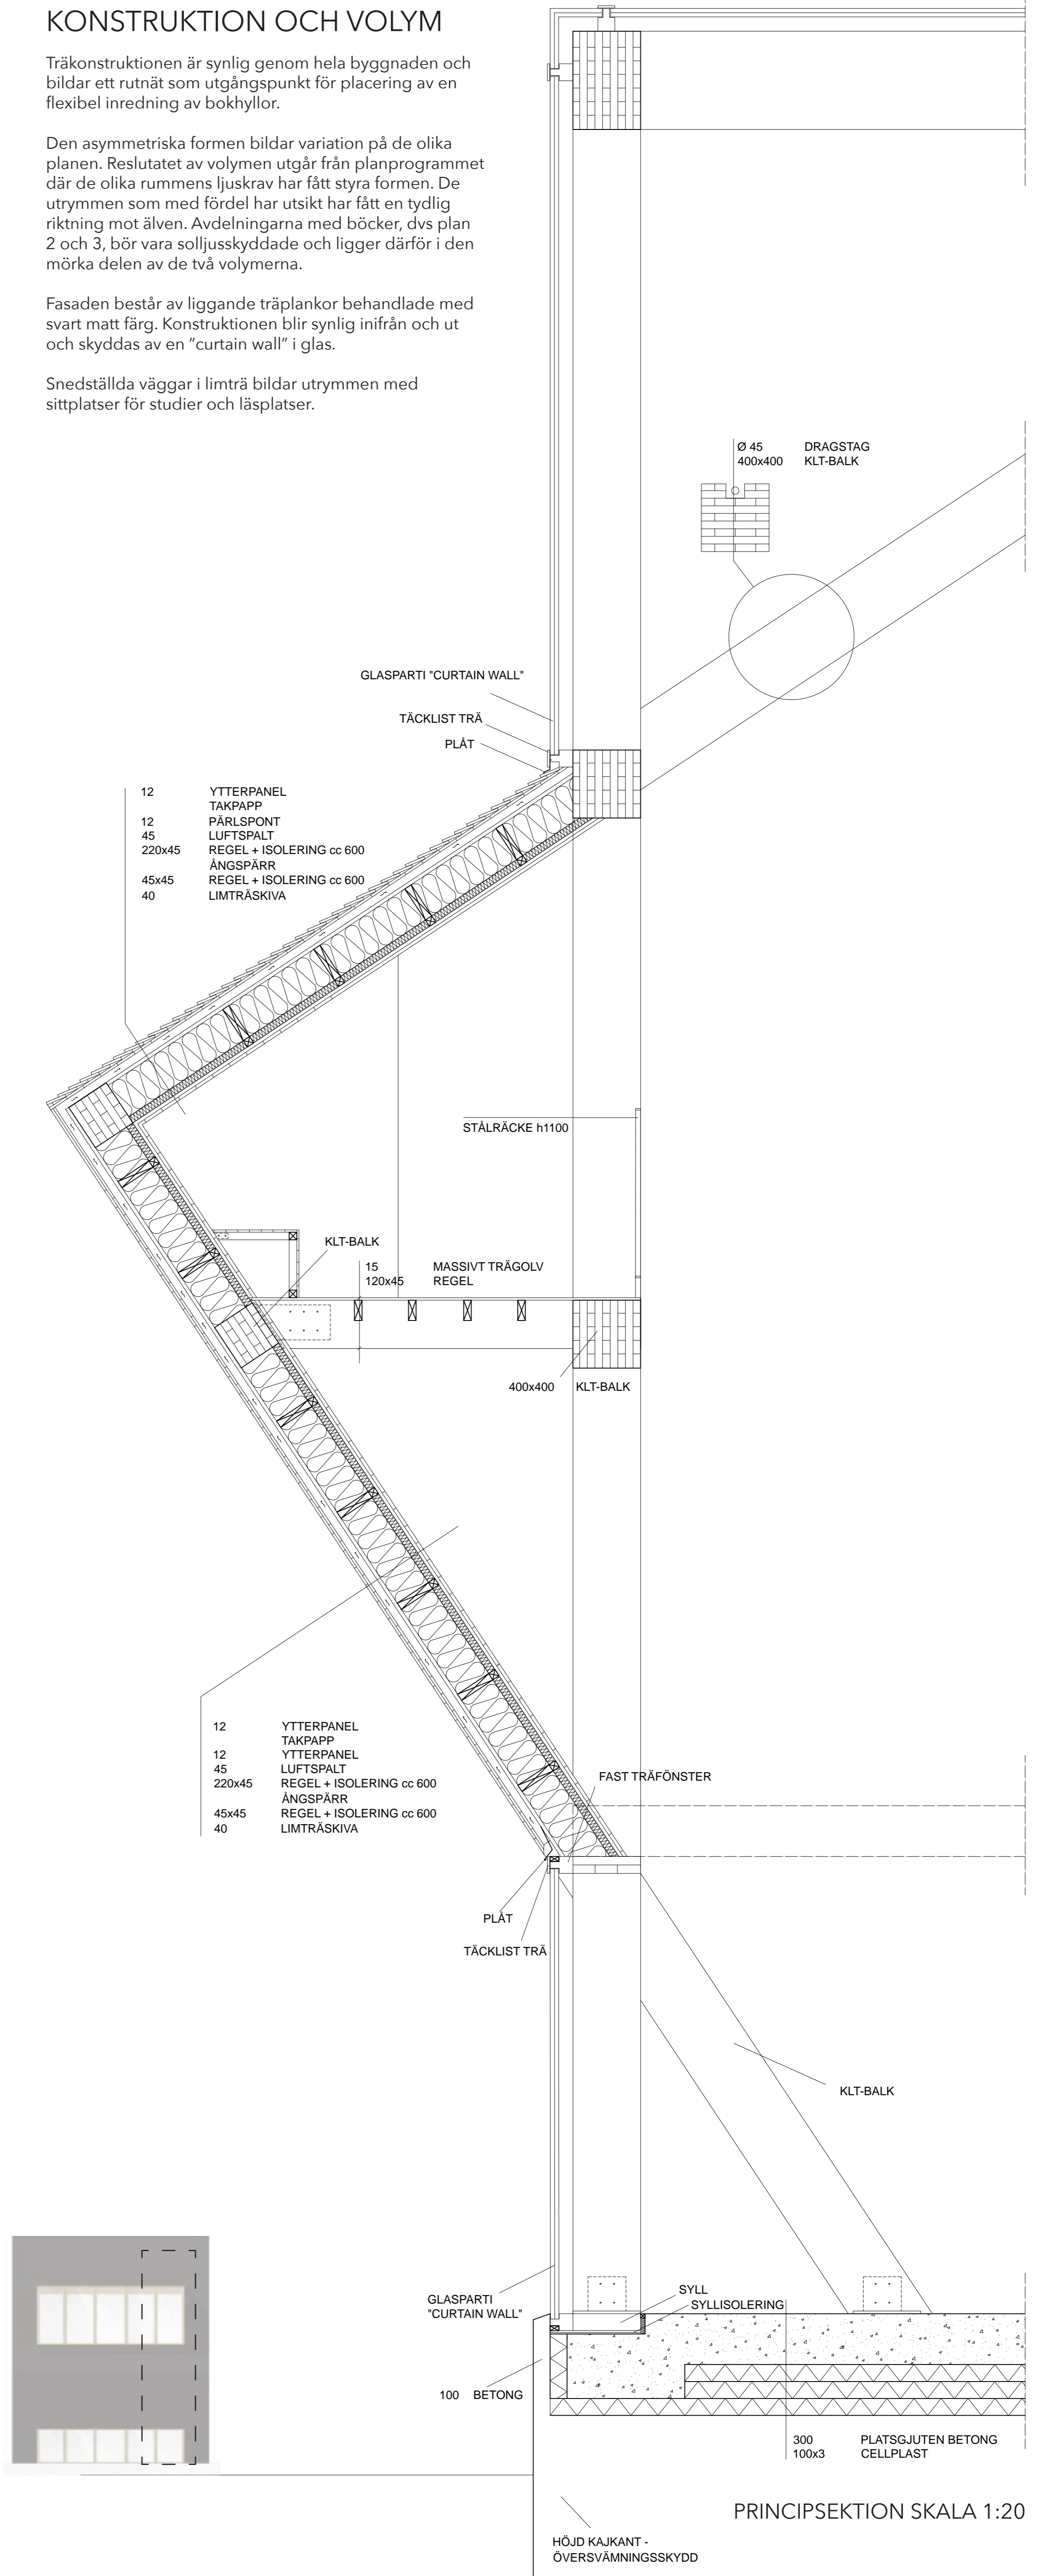 KONSTRUKTION OCH VOLYM
Träkonstruktionen är synlig genom hela byggnaden och
bildar ett rutnät som utgångspunkt för placering av en
flexibel inredning av bokhyllor.
Den asymmetriska formen bildar variation på de olika
planen. Reslutatet av volymen utgår från planprogrammet
där de olika rummens ljuskrav har fått styra formen. De
utrymmen som med fördel har utsikt har fått en tydlig
riktning mot älven. Avdelningarna med böcker, dvs plan
2 och 3, bör vara solljusskyddade och ligger därför i den
mörka delen av de två volymerna.
Fasaden består av liggande träplankor behandlade med
svart matt färg. Konstruktionen blir synlig inifrån och ut
och skyddas av en ”curtain wall” i glas.
Snedställda väggar i limträ bildar utrymmen med
sittplatser för studier och läsplatser.
Ø 45 DRAGSTAG
400x400 KLT-BALK
GLASPARTI "CURTAIN WALL"
TÄCKLIST TRÄ
PLÅT
12 YTTERPANEL
TAKPAPP
12 PÄRLSPONT
45 LUFTSPALT
220x45 REGEL + ISOLERING cc 600
ÅNGSPÄRR
45x45 REGEL + ISOLERING cc 600
40 LIMTRÄSKIVA
STÅLRÄCKE h1100
KLT-BALK
15 MASSIVT TRÄGOLV
120x45 REGEL
400x400 KLT-BALK
12 YTTERPANEL
TAKPAPP
12 YTTERPANEL
45 LUFTSPALT
220x45 REGEL + ISOLERING cc 600
ÅNGSPÄRR
45x45 REGEL + ISOLERING cc 600
40 LIMTRÄSKIVA
FAST TRÄFÖNSTER
PLÅT
TÄCKLIST TRÄ
KLT-BALK
GLASPARTI
"CURTAIN WALL"
SYLL
SYLLISOLERING
100 BETONG
300 PLATSGJUTEN BETONG
100x3 CELLPLAST
PRINCIPSEKTION SKALA 1:20
HÖJD KAJKANT -
ÖVERSVÄMNINGSSKYDD